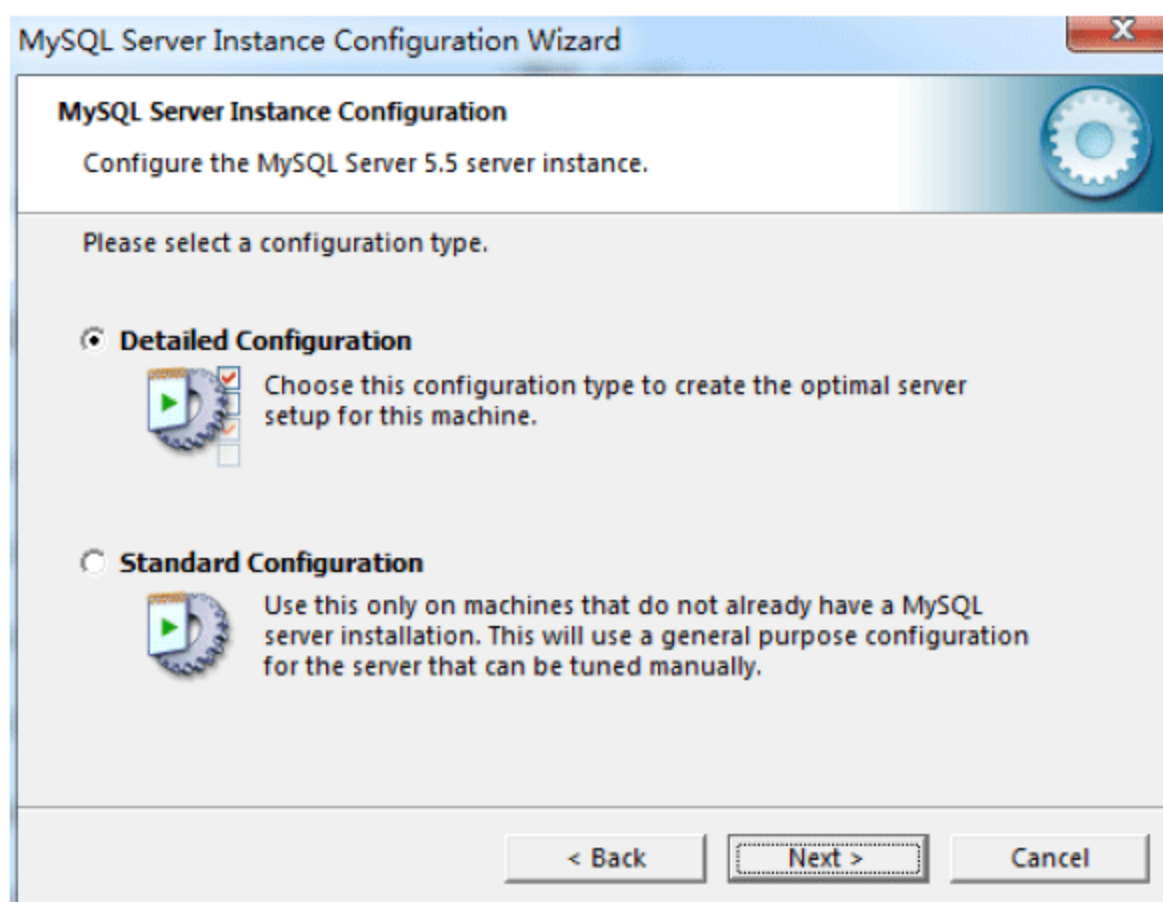 MySQL Server Instance Configuration Wizard
MySQL Server Instance Configuration
Configure the MySQL Server 5.5 server instance.
Please select a configuration type.
Detailed Configuration
Choose this configuration type to create the optimal server
setup for this machine.
Standard Configuration
Use this only on machines that do not already have a MySQL
server installation. This will use a general purpose configuration
for the server that can be tuned manually.
< Back
Next >
Cancel